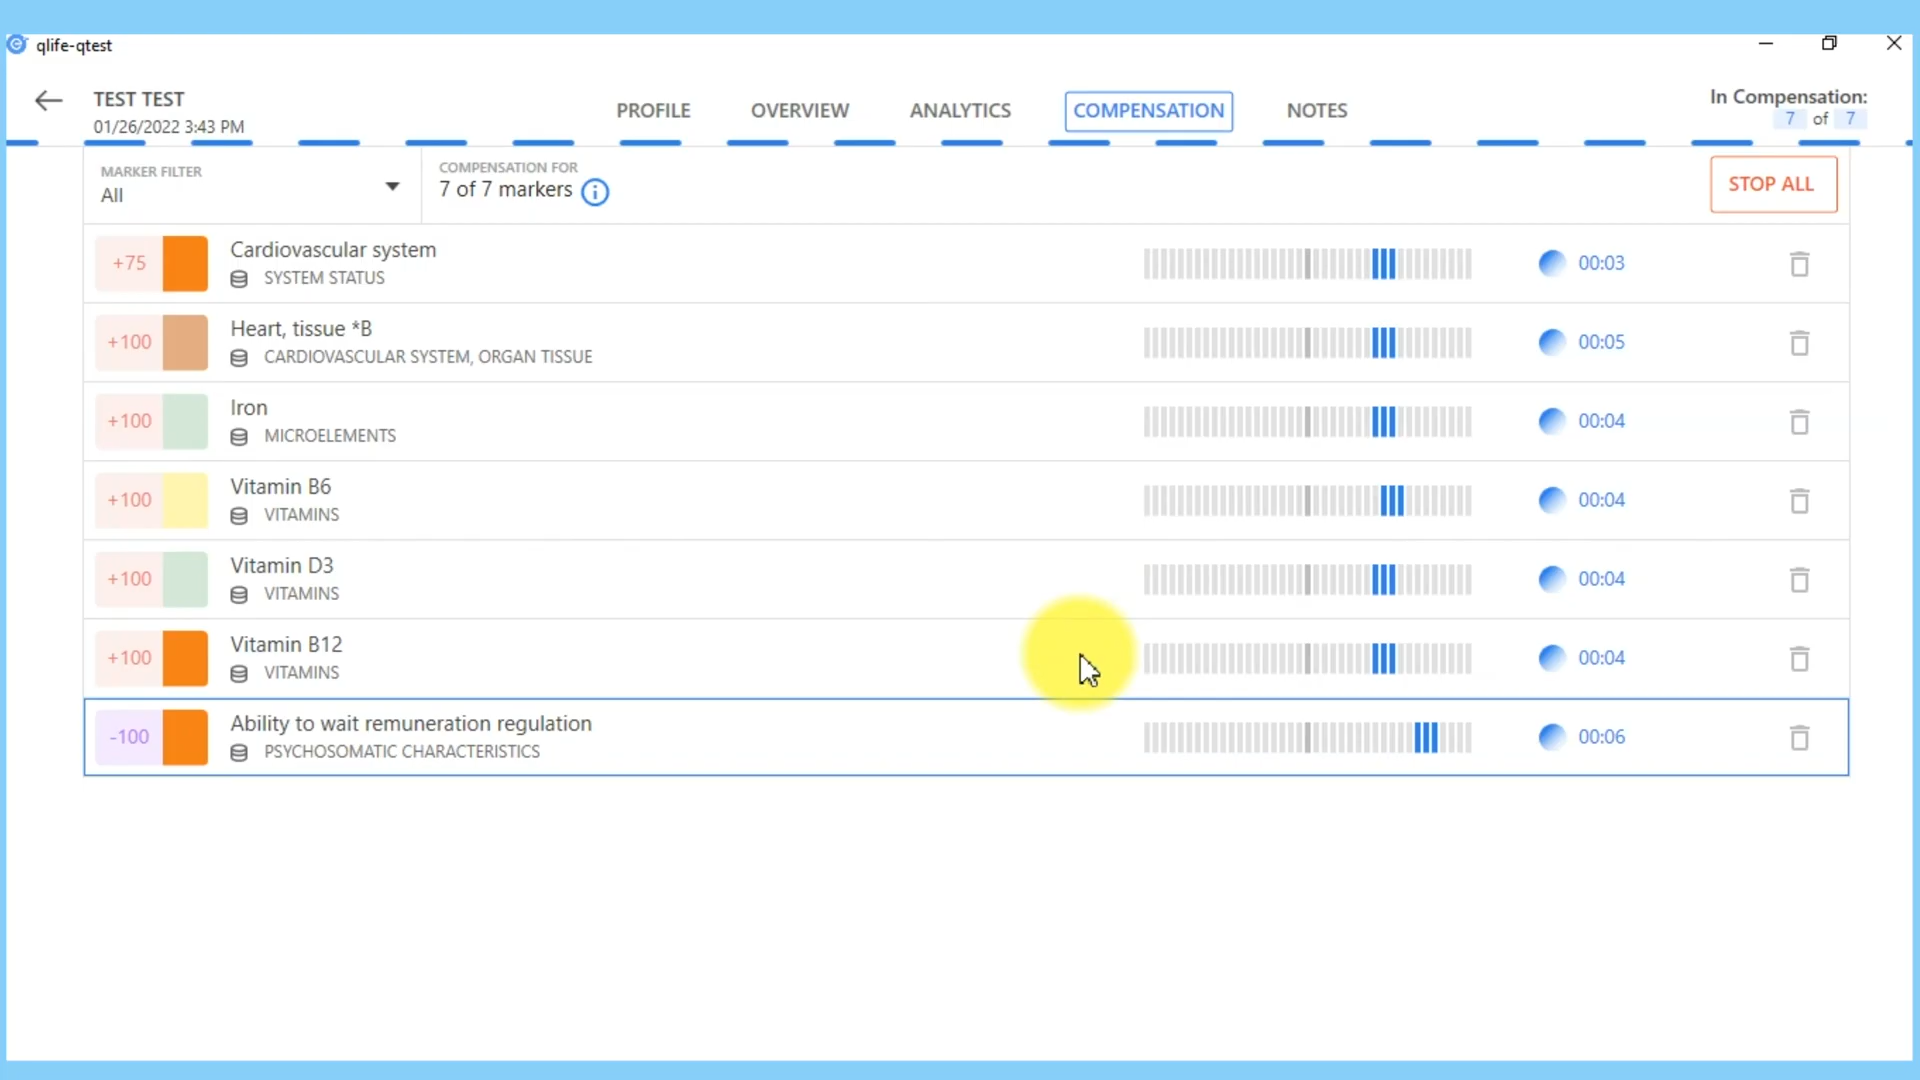 qlife-qtest
TEST TEST
01/26/2022 3:43 PM
PROFILE
OVERVIEW
ANALYTICS
COMPENSATION
NOTES
In Compensation:
7 of 7
MARKER FILTER
All
COMPENSATION FOR
7 of 7 markers
STOP ALL
+75
Cardiovascular system
SYSTEM STATUS
00:03
+100
Heart, tissue *B
CARDIOVASCULAR SYSTEM, ORGAN TISSUE
00:05
+100
Iron
MICROELEMENTS
00:04
+100
Vitamin B6
VITAMINS
00:04
+100
Vitamin D3
VITAMINS
00:04
+100
Vitamin B12
VITAMINS
00:04
-100
Ability to wait remuneration regulation
PSYCHOSOMATIC CHARACTERISTICS
00:06